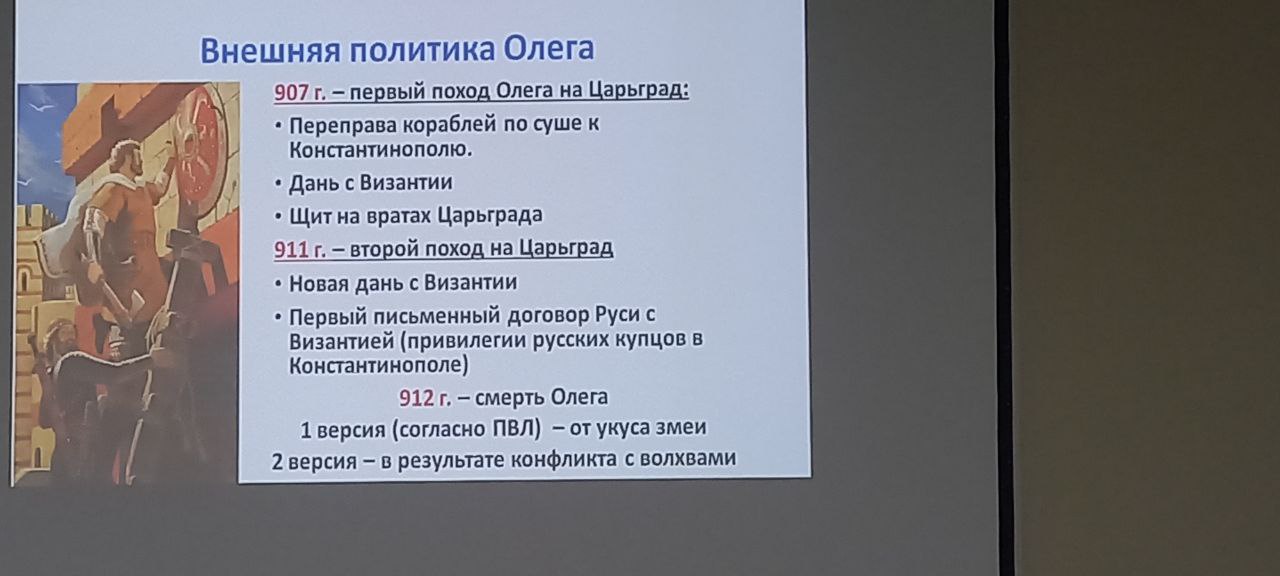 Внешняя политика Олега
907 г. – первый поход Олега на Царьград:
• Переправа кораблей по суше к
Константинополю.
• Дань с Византии
• Щит на вратах Царьграда
911 г. – второй поход на Царьград
• Новая дань с Византии
• Первый письменный договор Руси с
Византией (привилегии русских купцов в
Константинополе)
912 г. – смерть Олега
1 версия (согласно ПВЛ) – от укуса змеи
2 версия – в результате конфликта с волхвами